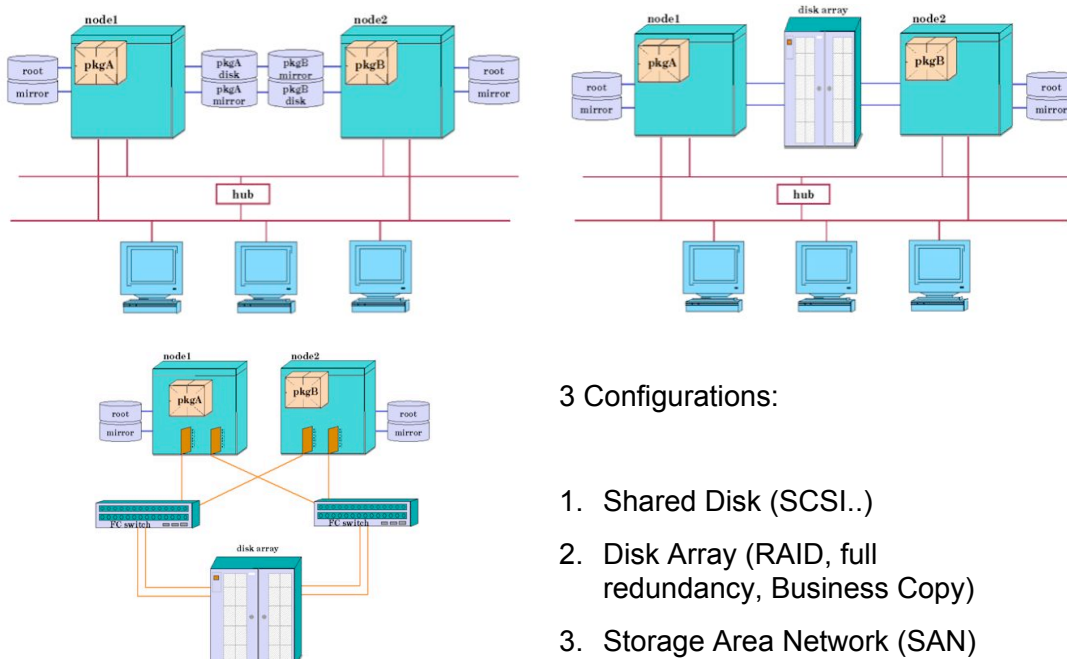 node1
node2
pkgA
pkgB
root
mirror
pkgA
disk
pkgA
mirror
pkgB
mirror
pkgB
disk
root
mirror
hub
node1
disk array
node2
pkgA
pkgB
root
mirror
root
mirror
hub
node1
node2
pkgA
pkgB
root
mirror
root
mirror
FC switch
FC switch
disk array
3 Configurations:
1. Shared Disk (SCSI..)
2. Disk Array (RAID, full
redundancy, Business Copy)
3. Storage Area Network (SAN)